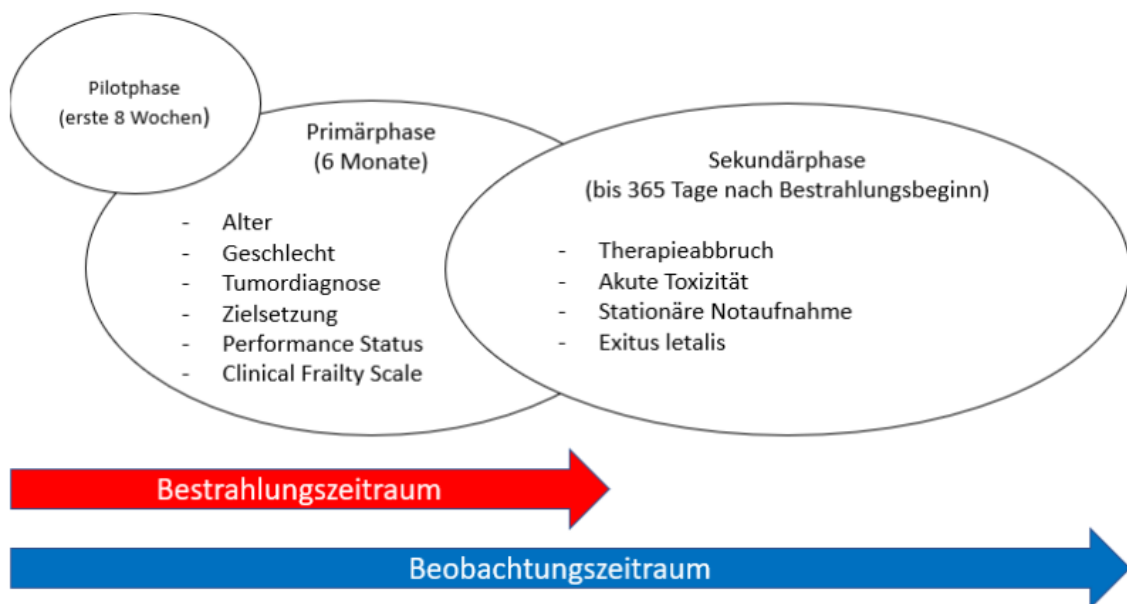 Pilotphase
(erste 8 Wochen)
Primärphase
(6 Monate)
- Alter
- Geschlecht
- Tumordiagnose
- Zielsetzung
- Performance Status
- Clinical Frailty Scale
Sekundärphase
(bis 365 Tage nach Bestrahlungsbeginn)
- Therapieabbruch
- Akute Toxizität
- Stationäre Notaufnahme
- Exitus letalis
Bestrahlungszeitraum
Beobachtungszeitraum